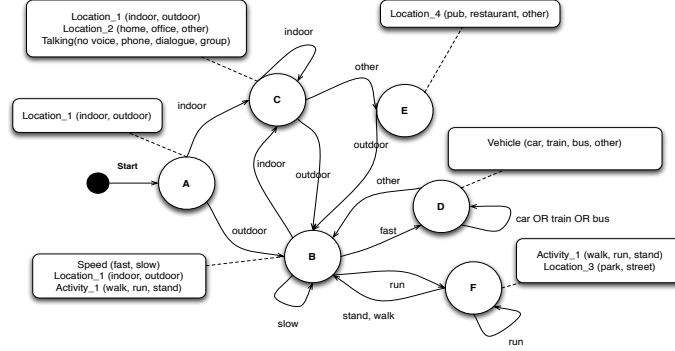 Location_1 (indoor, outdoor)
Location_2 (home, office, other)
Talking(no voice, phone, dialogue, group)
Location_4 (pub, restaurant, other)
indoor
other
C
E
indoor
Location_1 (indoor, outdoor)
Vehicle (car, train, bus, other)
outdoor
indoor
outdoor
Start
A
other
D
car OR train OR bus
outdoor
fast
B
Speed (fast, slow)
Location_1 (indoor, outdoor)
Activity_1 (walk, run, stand)
Activity_1 (walk, run, stand)
Location_3 (park, street)
run
F
stand, walk
slow
run